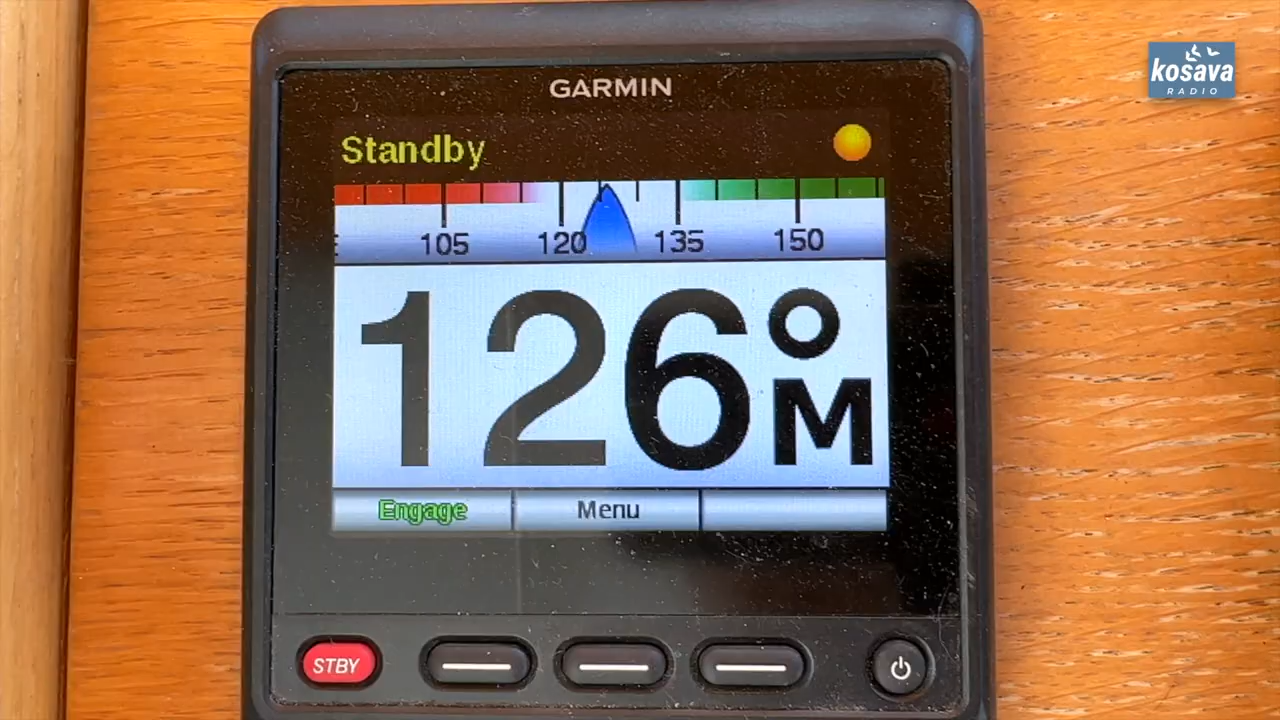 kosava
RADIO
GARMIN
Standby
105 120 135 150
126°M
Engage Menu
STBY